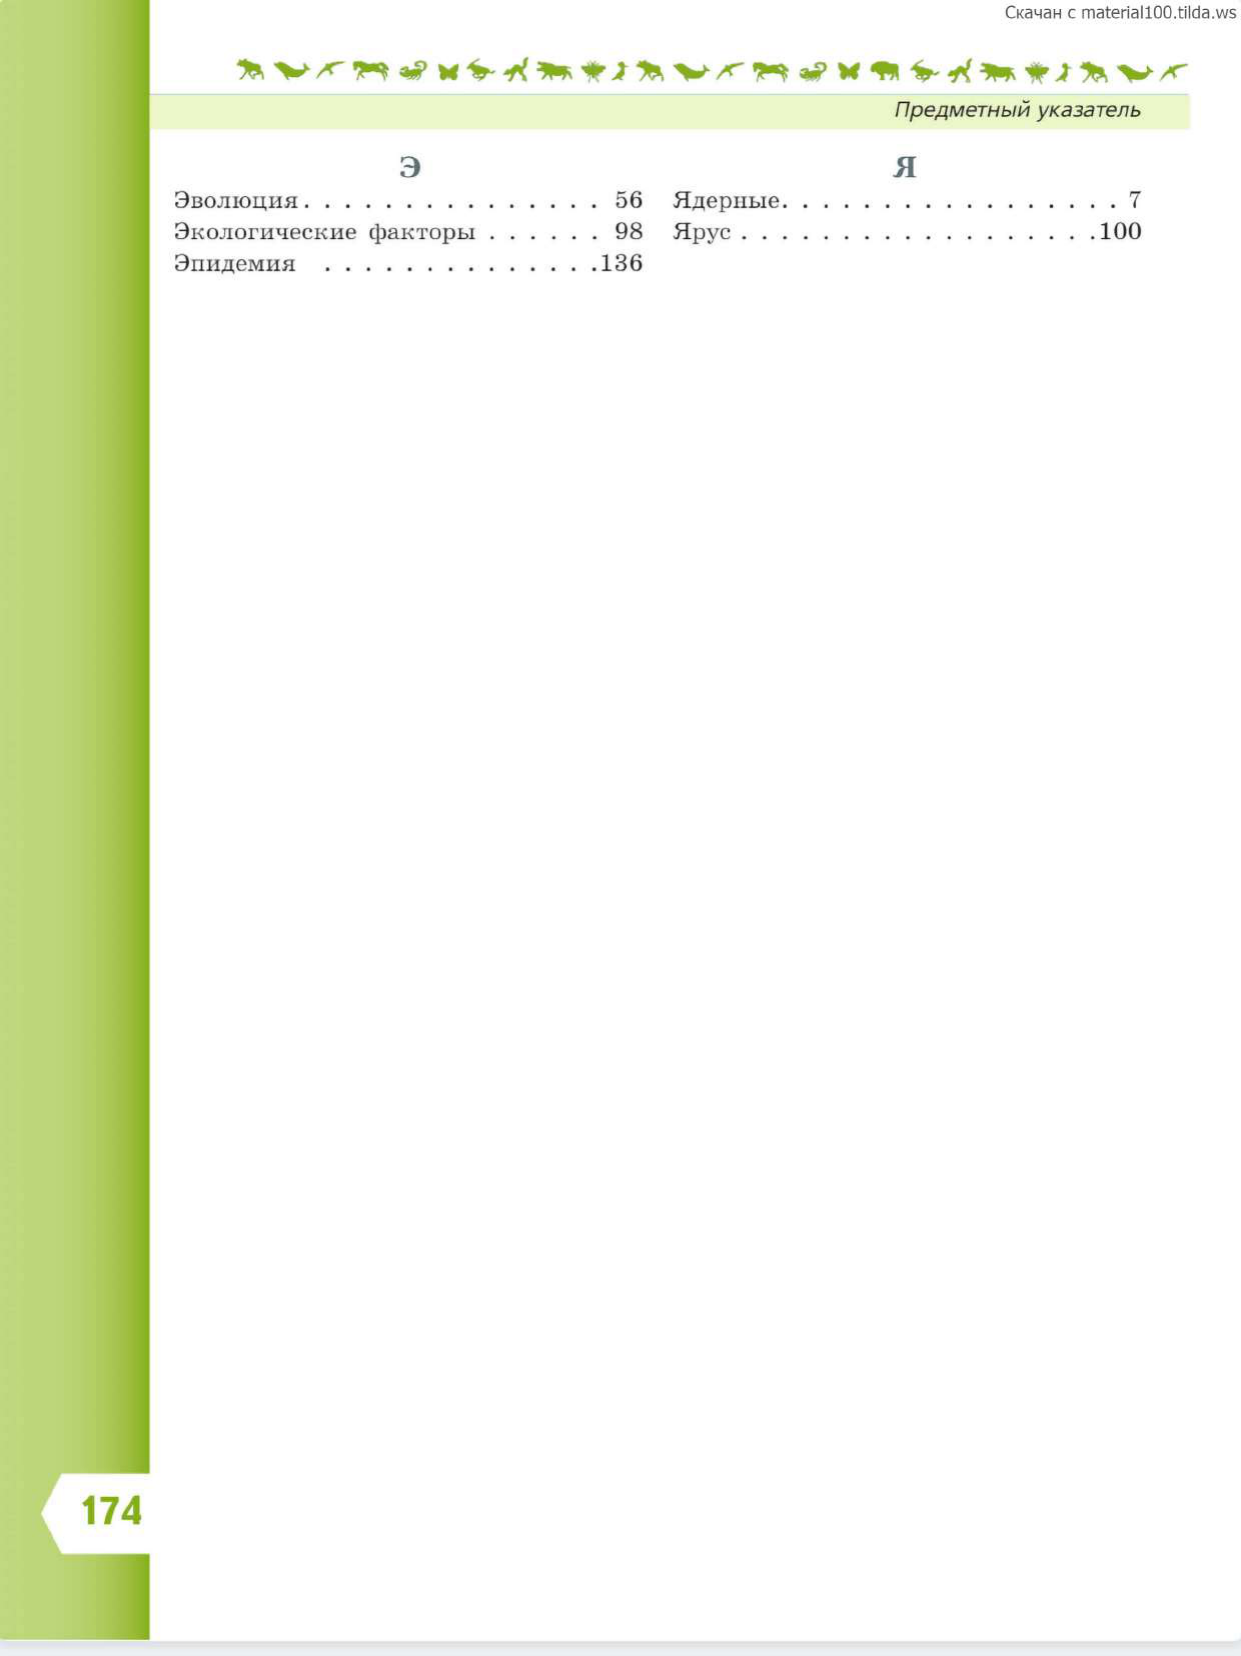 Скачан с material100.tilda.ws
Предметный указатель
Э
Эволюция . . . . . . . . . . . . . . . 56
Экологические факторы . . . . . . 98
Эпидемия . . . . . . . . . . . . . .136
Я
Ядерные. . . . . . . . . . . . . . . . . 7
Ярус . . . . . . . . . . . . . . . . . .100
174